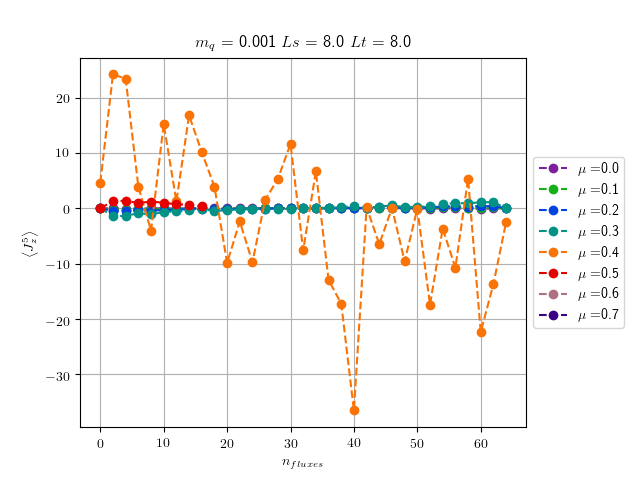 m_q = 0.001 Ls = 8.0 Lt = 8.0
20
10
0
−10
−20
−30
⟨J_z^5⟩
0 10 20 30 40 50 60
n_{fluxes}
μ =0.0
μ =0.1
μ =0.2
μ =0.3
μ =0.4
μ =0.5
μ =0.6
μ =0.7